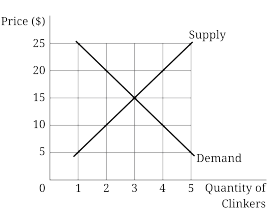 Price ($)
Supply
25
20
15
10
5
Demand
0 1 2 3 4 5 Quantity of
Clinkers